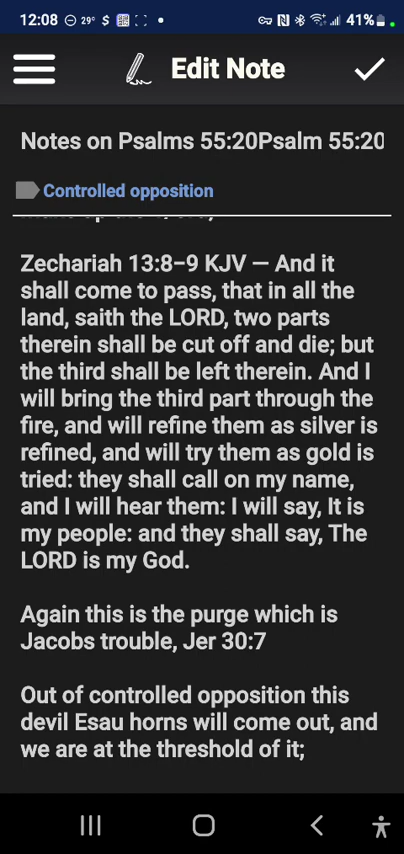 12:08 29° $ 41%
Edit Note
Notes on Psalms 55:20Psalm 55:20
Controlled opposition
Zechariah 13:8–9 KJV — And it
shall come to pass, that in all the
land, saith the LORD, two parts
therein shall be cut off and die; but
the third shall be left therein. And I
will bring the third part through the
fire, and will refine them as silver is
refined, and will try them as gold is
tried: they shall call on my name,
and I will hear them: I will say, It is
my people: and they shall say, The
LORD is my God.
Again this is the purge which is
Jacobs trouble, Jer 30:7
Out of controlled opposition this
devil Esau horns will come out, and
we are at the threshold of it;